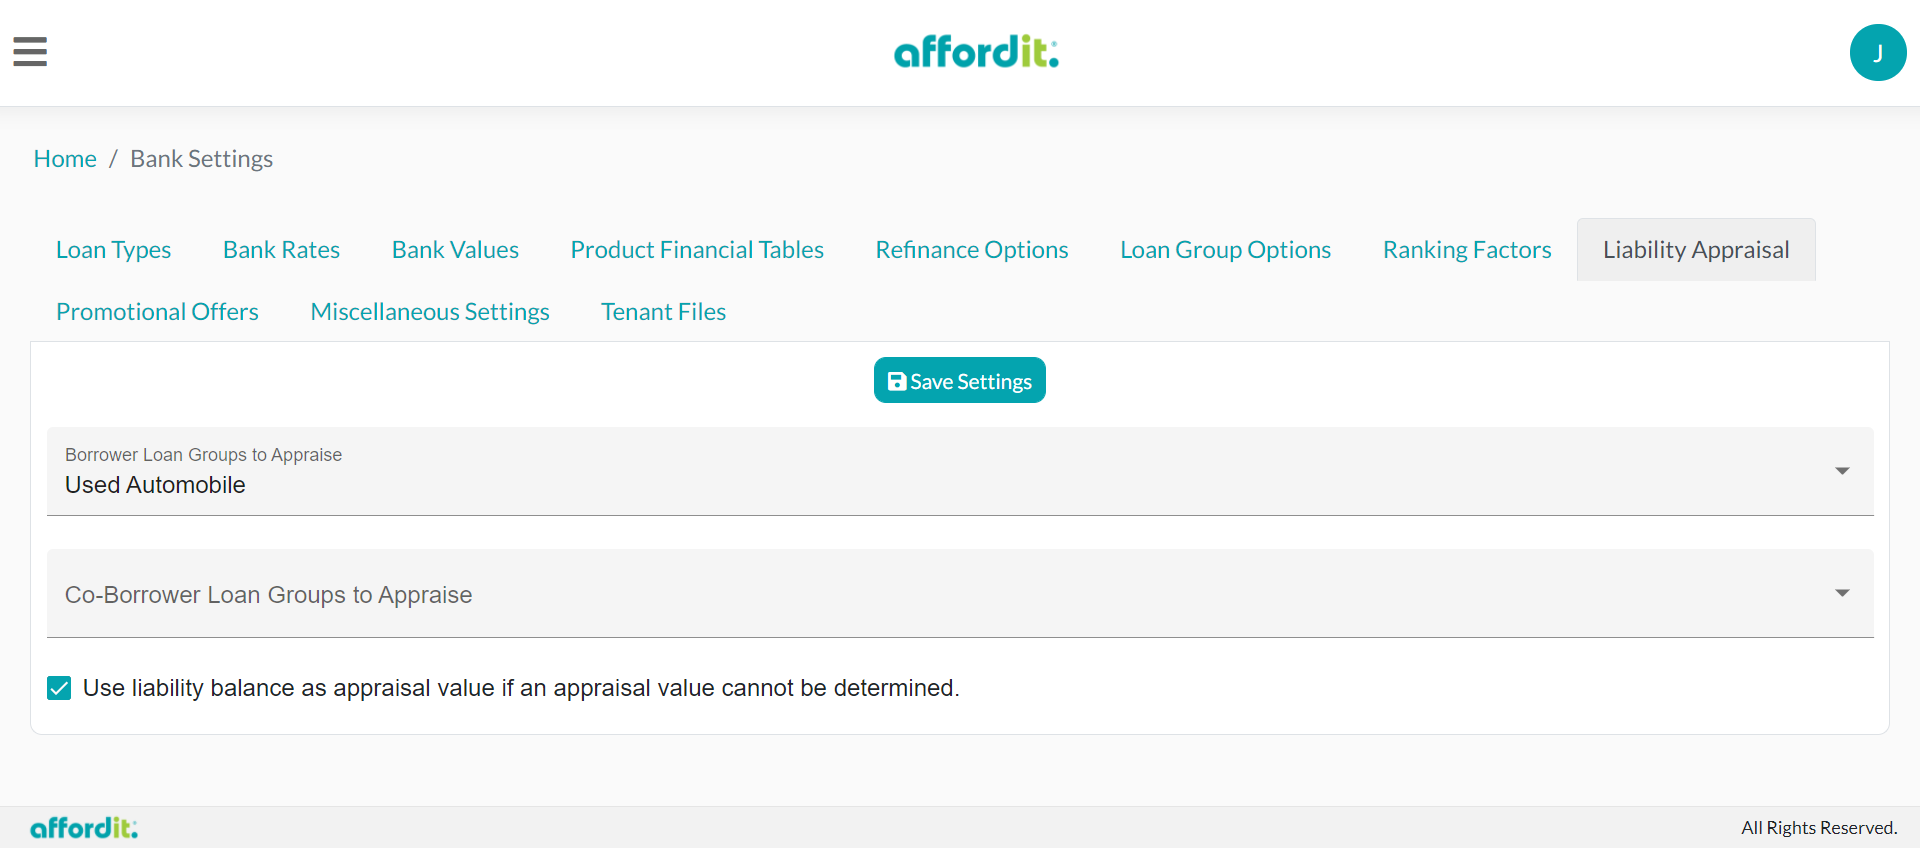 affordit:
J
Home / Bank Settings
Loan Types Bank Rates Bank Values Product Financial Tables Refinance Options Loan Group Options Ranking Factors Liability Appraisal
Promotional Offers Miscellaneous Settings Tenant Files
Save Settings
Borrower Loan Groups to Appraise
Used Automobile
Co-Borrower Loan Groups to Appraise
Use liability balance as appraisal value if an appraisal value cannot be determined.
affordit: All Rights Reserved.